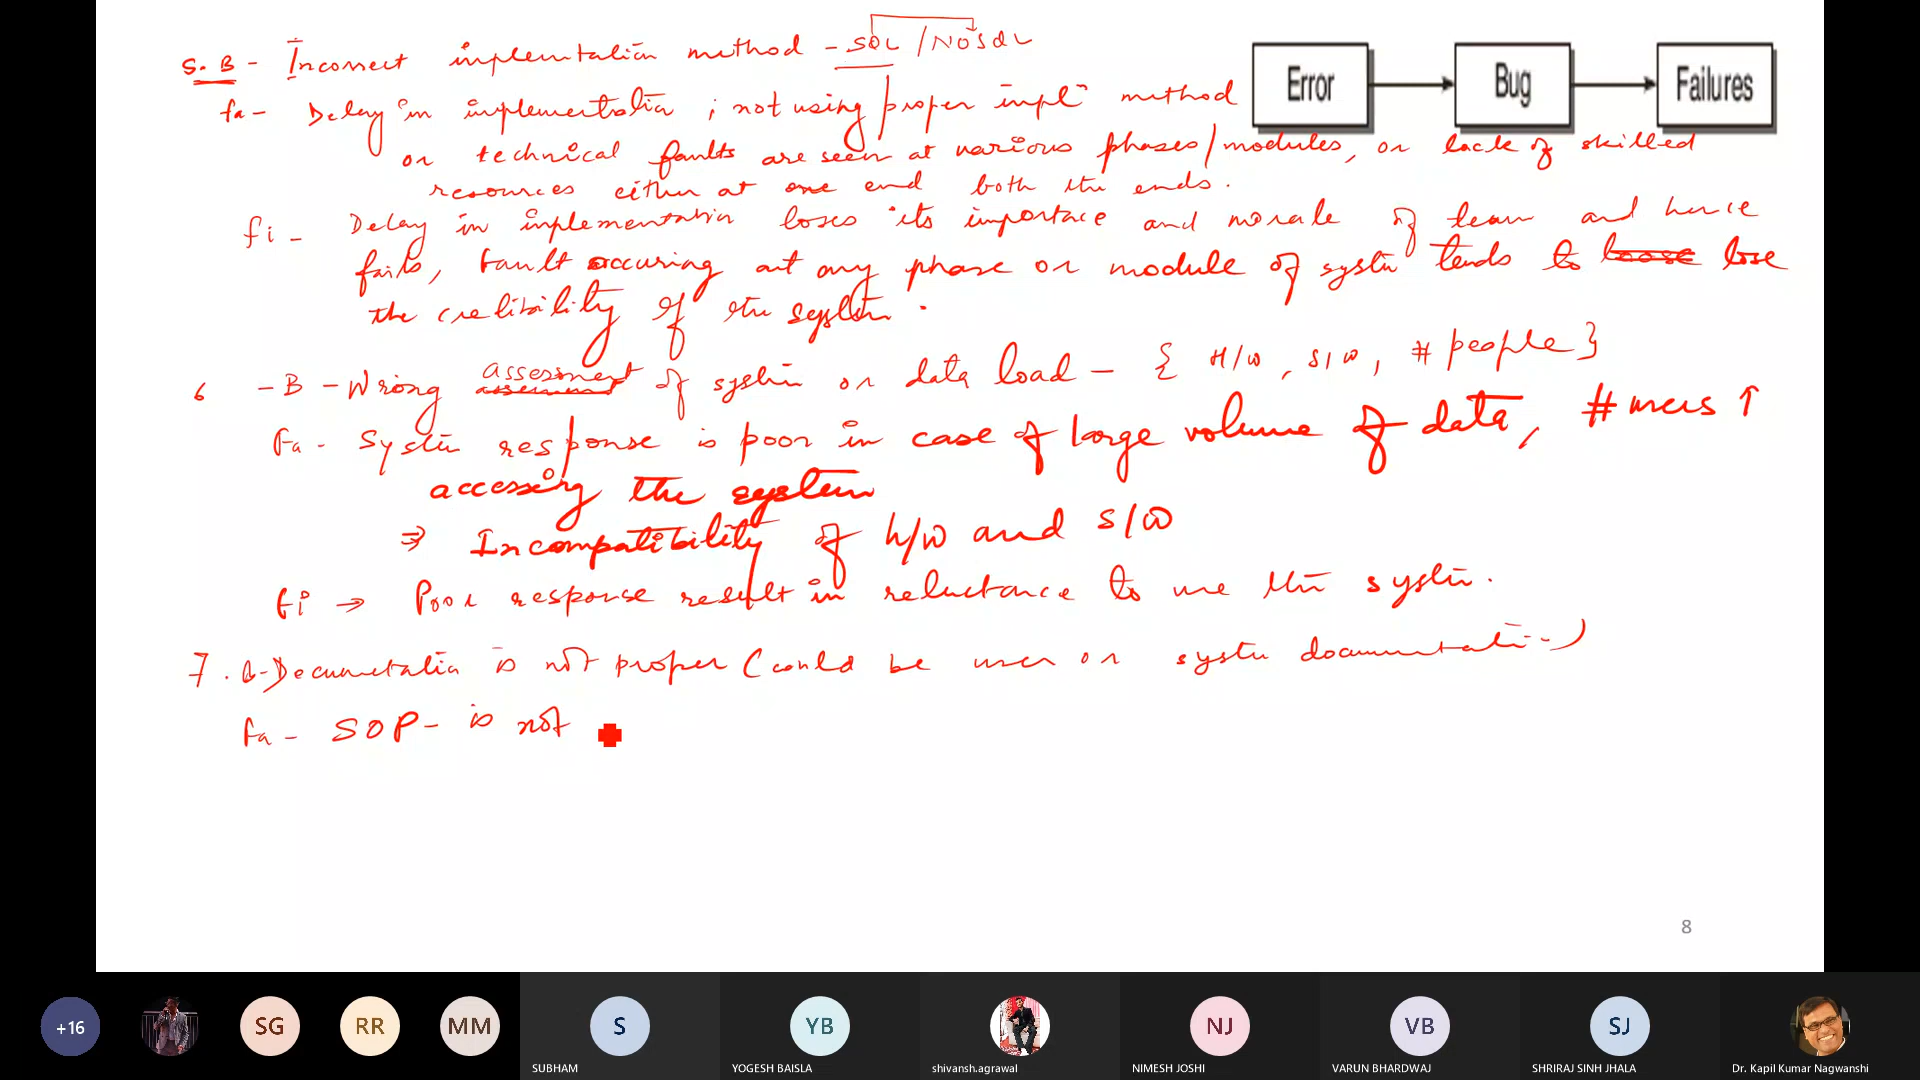 5. B - Incorrect implemtation method - SQL / NOSQL
fa - Delay in implementation ; not using proper impln method
or technical faults are seen at various phases/modules, or lack of skilled
resources either at one end both the ends.
fi - Delay in implementation loses its importace and morale of team and hence
fails, fault occuring at any phase or module of system tends to loose lose
the credibility of the system.
6 - B - Wrong assessment of system or data load - { H/W, S/W, # people }
Fa - System response is poor in case of large volume of data, # users ↑
accessing the system
⇒ Incompatibility of h/w and s/w
fi → Poor response result in reluctance to use the system.
7. B - Documetation is not proper (could be user or system documentation)
fa - SOP - is not
Error
Bug
Failures
8
+16
SG
RR
MM
S
SUBHAM
YB
YOGESH BAISLA
shivansh.agrawal
NJ
NIMESH JOSHI
VB
VARUN BHARDWAJ
SJ
SHRIRAJ SINH JHALA
Dr. Kapil Kumar Nagwanshi